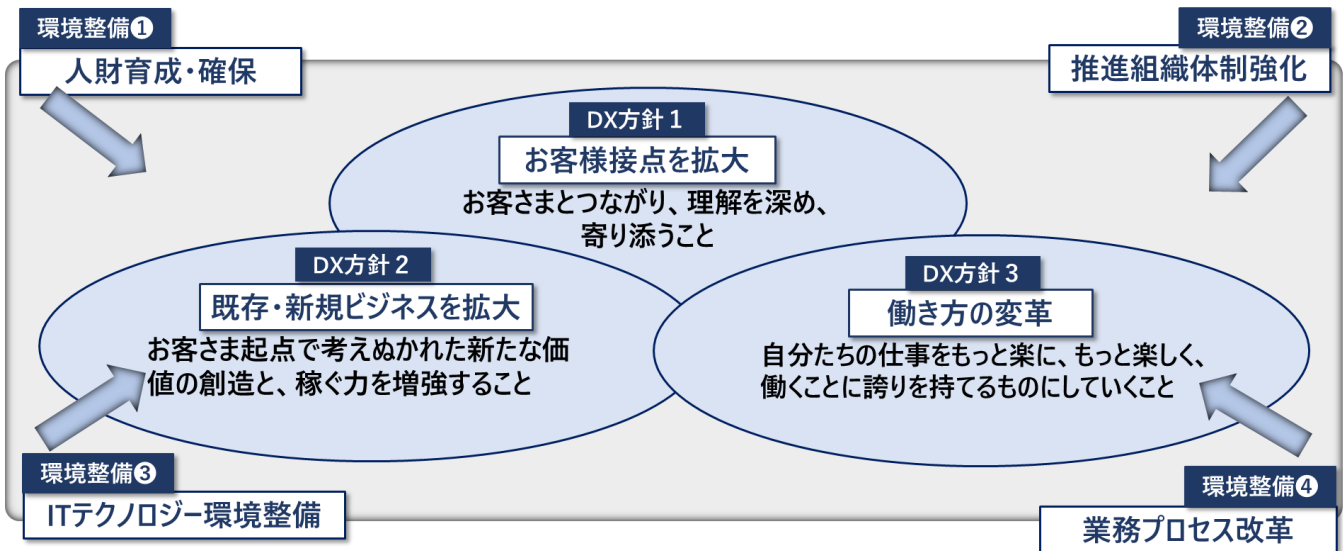 環境整備❶
人財育成・確保
環境整備❷
推進組織体制強化
DX方針１
お客様接点を拡大
お客さまとつながり、理解を深め、
寄り添うこと
DX方針２
既存・新規ビジネスを拡大
お客さま起点で考えぬかれた新たな価
値の創造と、稼ぐ力を増強すること
DX方針３
働き方の変革
自分たちの仕事をもっと楽に、もっと楽しく、
働くことに誇りを持てるものにしていくこと
環境整備❸
ITテクノロジー環境整備
環境整備❹
業務プロセス改革